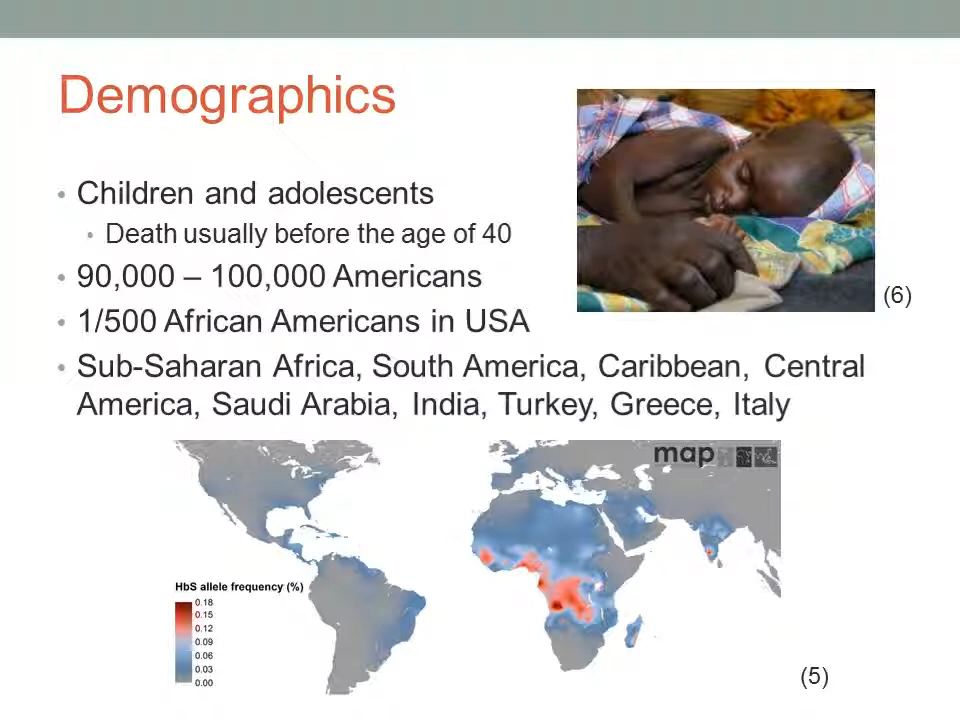 Demographics
• Children and adolescents
• Death usually before the age of 40
• 90,000 – 100,000 Americans
• 1/500 African Americans in USA
• Sub-Saharan Africa, South America, Caribbean, Central
America, Saudi Arabia, India, Turkey, Greece, Italy
(6)
map
HbS allele frequency (%)
0.18
0.15
0.12
0.09
0.06
0.03
0.00
(5)